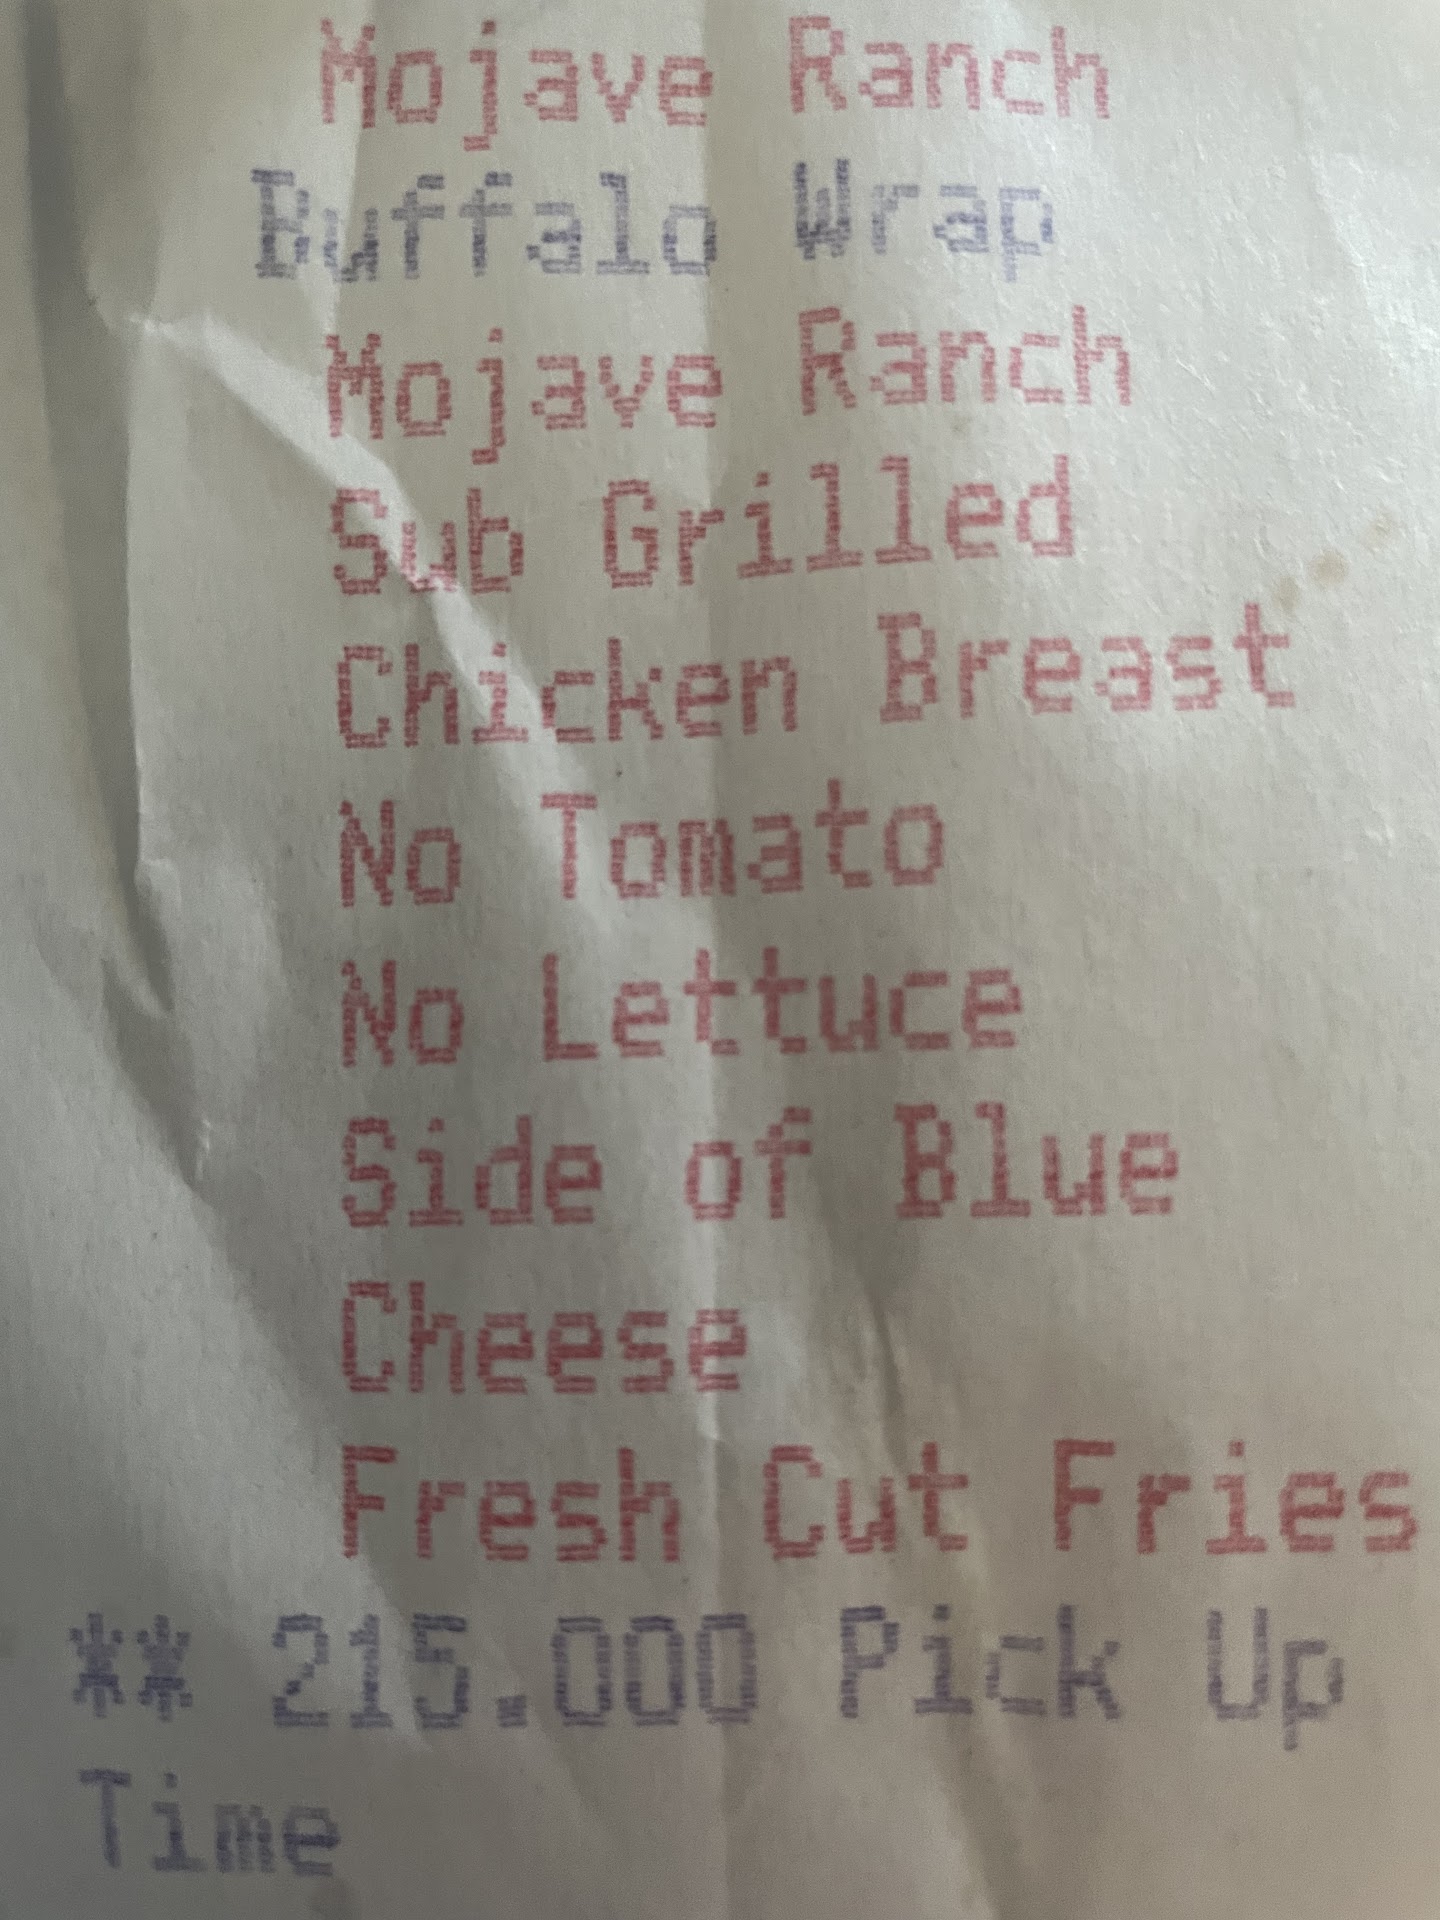 Mojave Ranch
Buffalo Wrap
Mojave Ranch
Sub Grilled
Chicken Breast
No Tomato
No Lettuce
Side of Blue
Cheese
Fresh Cut Fries
** 215.000 Pick Up
Time